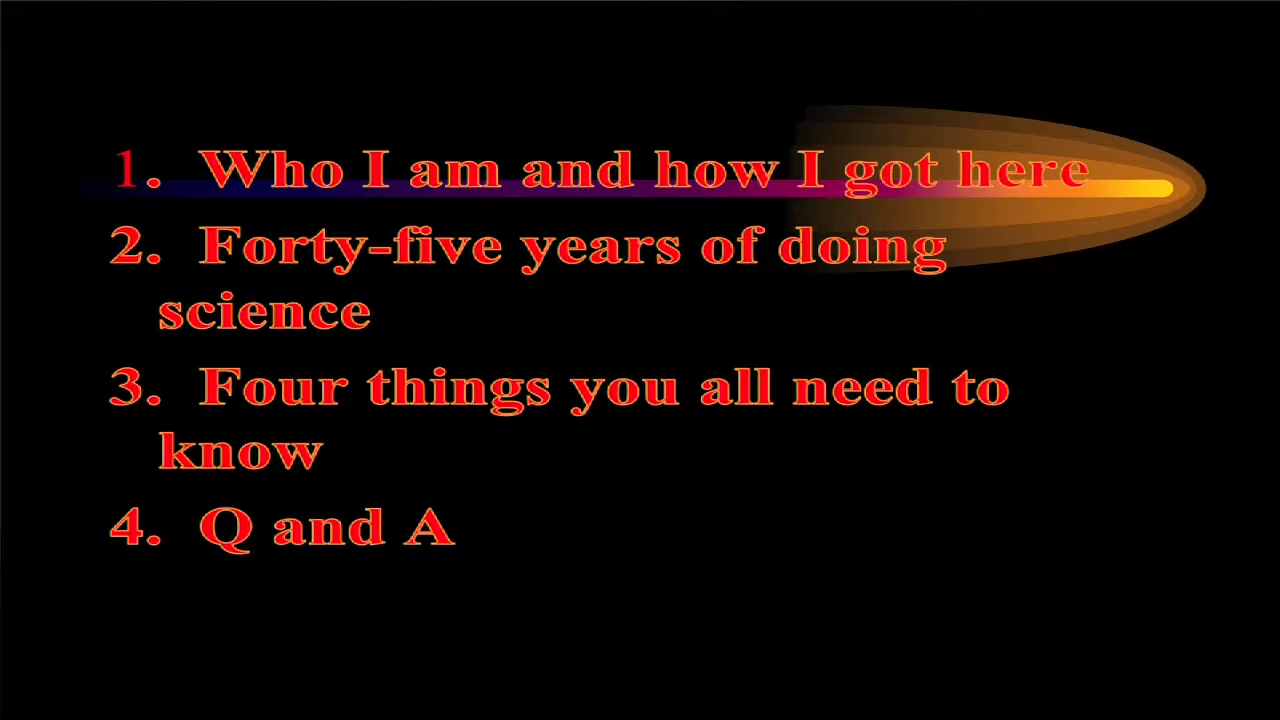 1. Who I am and how I got here
2. Forty-five years of doing
science
3. Four things you all need to
know
4. Q and A